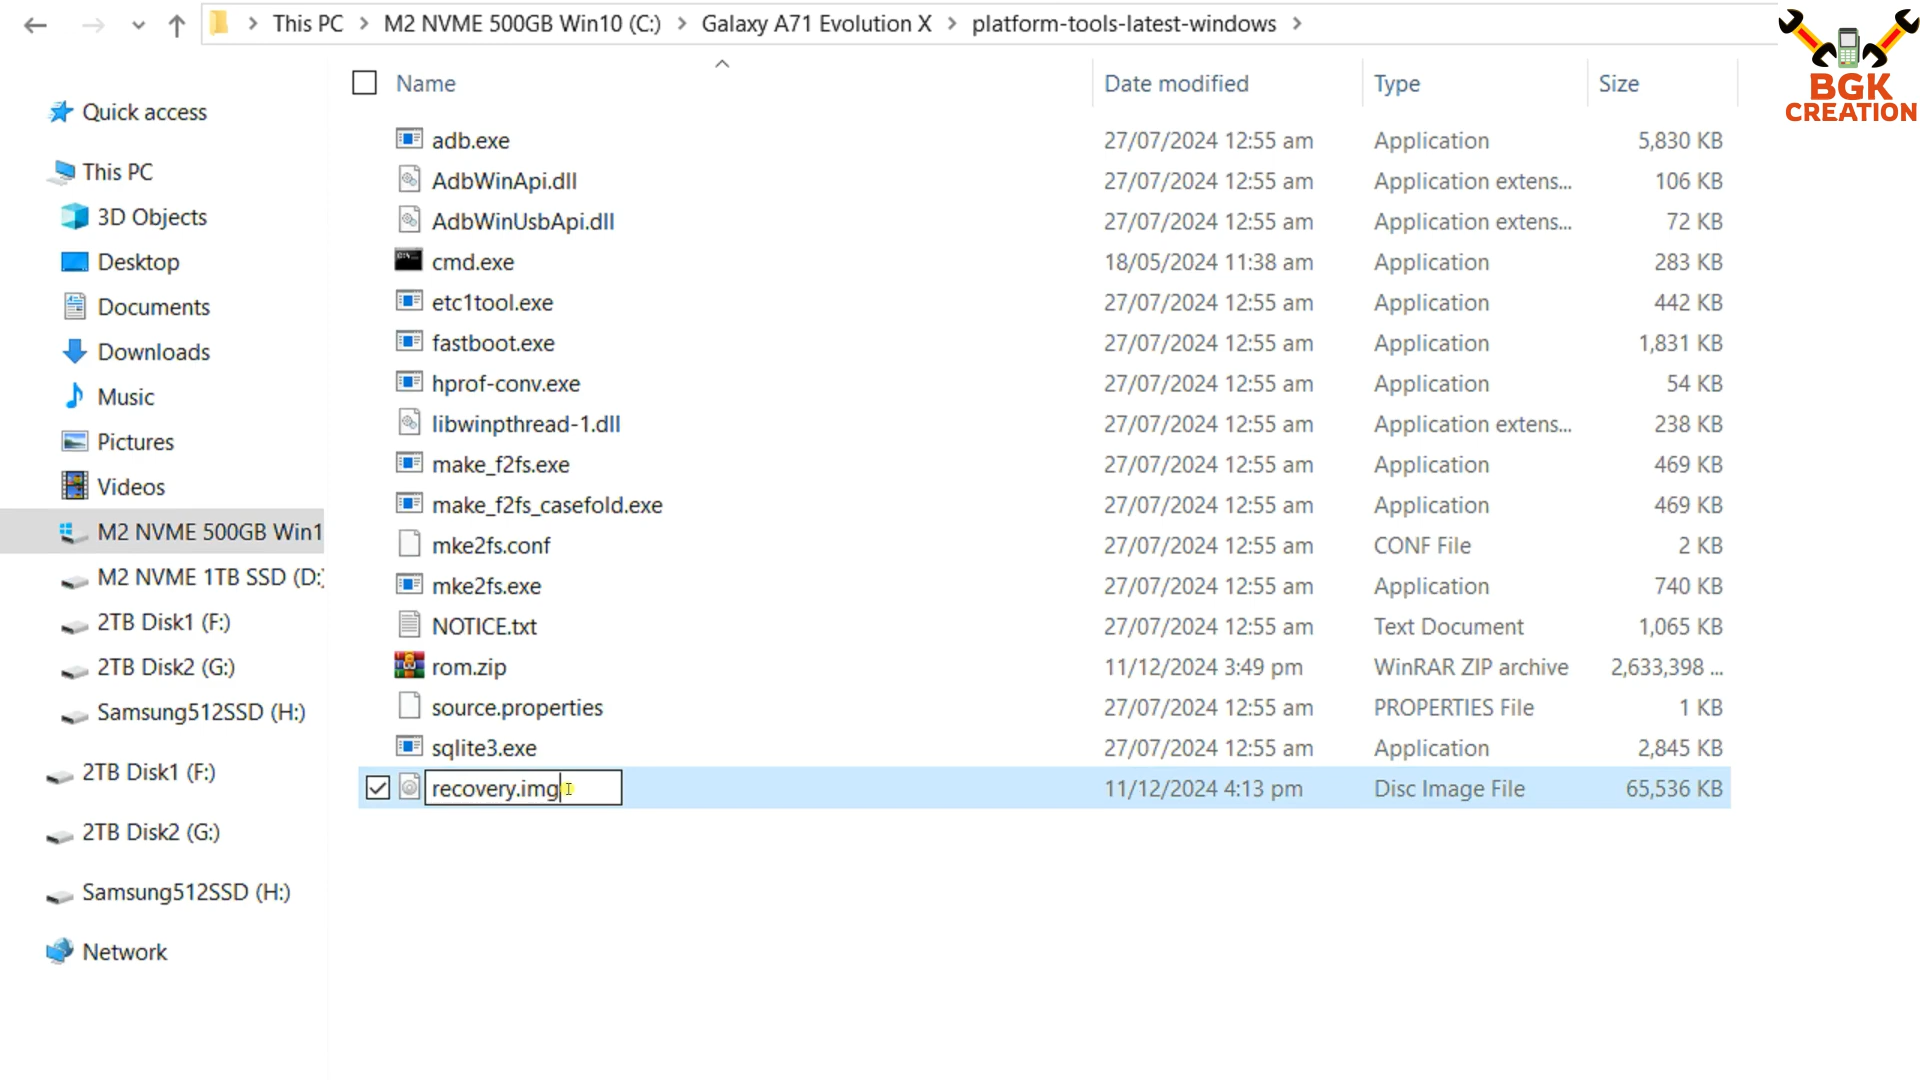 This PC > M2 NVME 500GB Win10 (C:) > Galaxy A71 Evolution X > platform-tools-latest-windows >
BGK
CREATION
Name Date modified Type Size
Quick access
This PC
3D Objects
Desktop
Documents
Downloads
Music
Pictures
Videos
M2 NVME 500GB Win1
M2 NVME 1TB SSD (D:)
2TB Disk1 (F:)
2TB Disk2 (G:)
Samsung512SSD (H:)
2TB Disk1 (F:)
2TB Disk2 (G:)
Samsung512SSD (H:)
Network
adb.exe 27/07/2024 12:55 am Application 5,830 KB
AdbWinApi.dll 27/07/2024 12:55 am Application extens... 106 KB
AdbWinUsbApi.dll 27/07/2024 12:55 am Application extens... 72 KB
cmd.exe 18/05/2024 11:38 am Application 283 KB
etc1tool.exe 27/07/2024 12:55 am Application 442 KB
fastboot.exe 27/07/2024 12:55 am Application 1,831 KB
hprof-conv.exe 27/07/2024 12:55 am Application 54 KB
libwinpthread-1.dll 27/07/2024 12:55 am Application extens... 238 KB
make_f2fs.exe 27/07/2024 12:55 am Application 469 KB
make_f2fs_casefold.exe 27/07/2024 12:55 am Application 469 KB
mke2fs.conf 27/07/2024 12:55 am CONF File 2 KB
mke2fs.exe 27/07/2024 12:55 am Application 740 KB
NOTICE.txt 27/07/2024 12:55 am Text Document 1,065 KB
rom.zip 11/12/2024 3:49 pm WinRAR ZIP archive 2,633,398 ...
source.properties 27/07/2024 12:55 am PROPERTIES File 1 KB
sqlite3.exe 27/07/2024 12:55 am Application 2,845 KB
recovery.img 11/12/2024 4:13 pm Disc Image File 65,536 KB